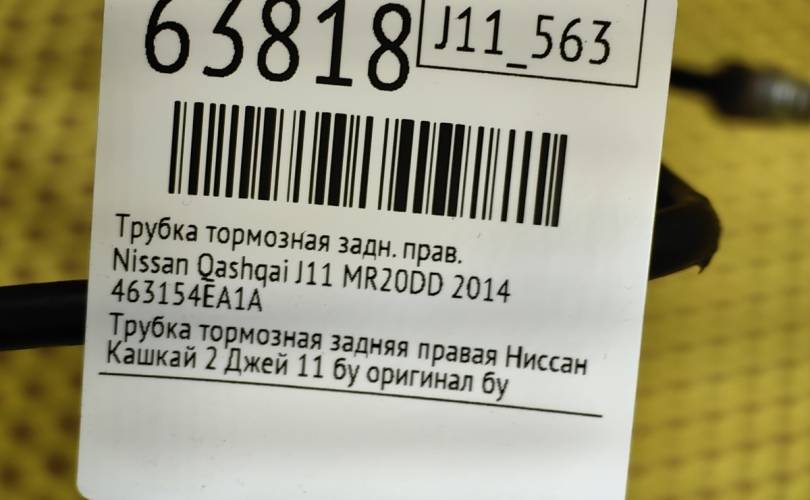 63818
J11_563
Трубка тормозная задн. прав.
Nissan Qashqai J11 MR20DD 2014
463154EA1A
Трубка тормозная задняя правая Ниссан
Кашкай 2 Джей 11 бу оригинал бу